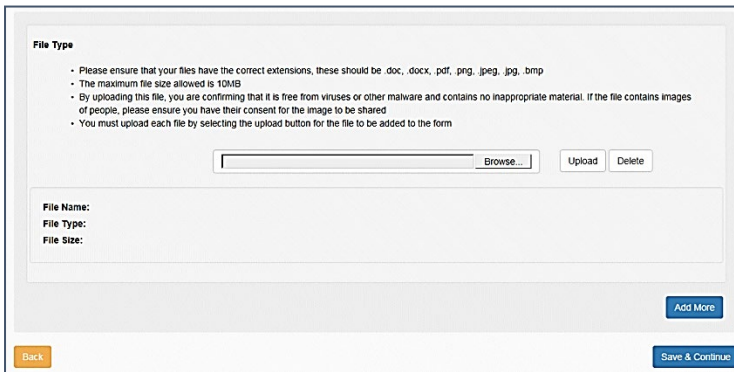 File Type
• Please ensure that your files have the correct extensions, these should be .doc, .docx, .pdf, .png, .jpeg, .jpg, .bmp
• The maximum file size allowed is 10MB
• By uploading this file, you are confirming that it is free from viruses or other malware and contains no inappropriate material. If the file contains images
of people, please ensure you have their consent for the image to be shared
• You must upload each file by selecting the upload button for the file to be added to the form
Browse... Upload Delete
File Name:
File Type:
File Size:
Add More
Back Save & Continue